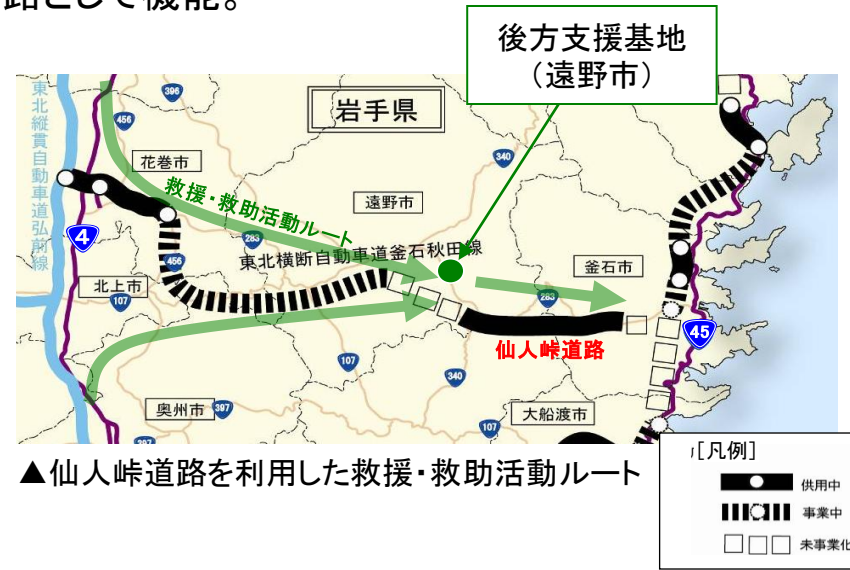 路として機能。
後方支援基地
（遠野市）
岩手県
東北縦貫自動車道弘前線
396
456
花巻市
340
救援・救助活動ルート
遠野市
4
283
東北横断自動車道釜石秋田線
釜石市
456
北上市
107
283
45
仙人峠道路
107
340
奥州市
397
大船渡市
107
397
▲仙人峠道路を利用した救援・救助活動ルート
[凡例]
供用中
事業中
未事業化